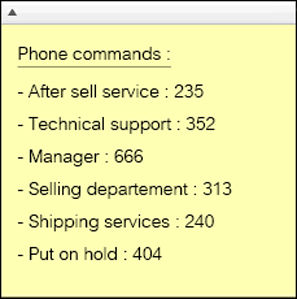 Phone commands :
- After sell service : 235
- Technical support : 352
- Manager : 666
- Selling departement : 313
- Shipping services : 240
- Put on hold : 404